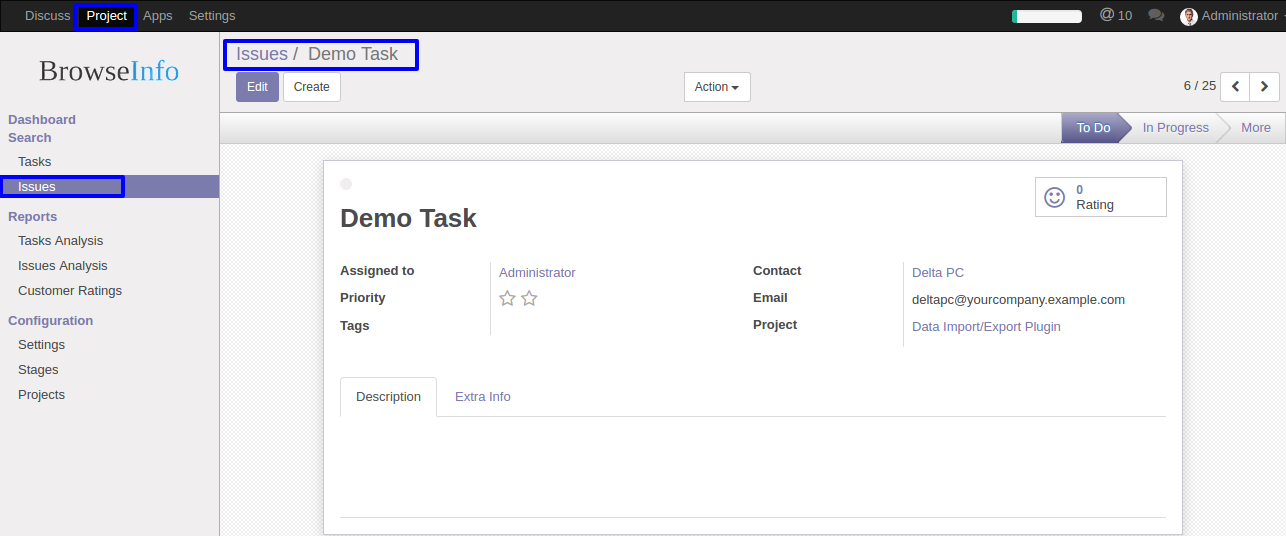 Discuss Project Apps Settings @ 10 Administrator
BrowseInfo
Issues / Demo Task
Edit Create Action 6 / 25
To Do In Progress More
Dashboard
Search
Tasks
Issues
Reports
Tasks Analysis
Issues Analysis
Customer Ratings
Configuration
Settings
Stages
Projects
0
Rating
Demo Task
Assigned to Administrator
Priority
Tags
Contact Delta PC
Email deltapc@yourcompany.example.com
Project Data Import/Export Plugin
Description Extra Info